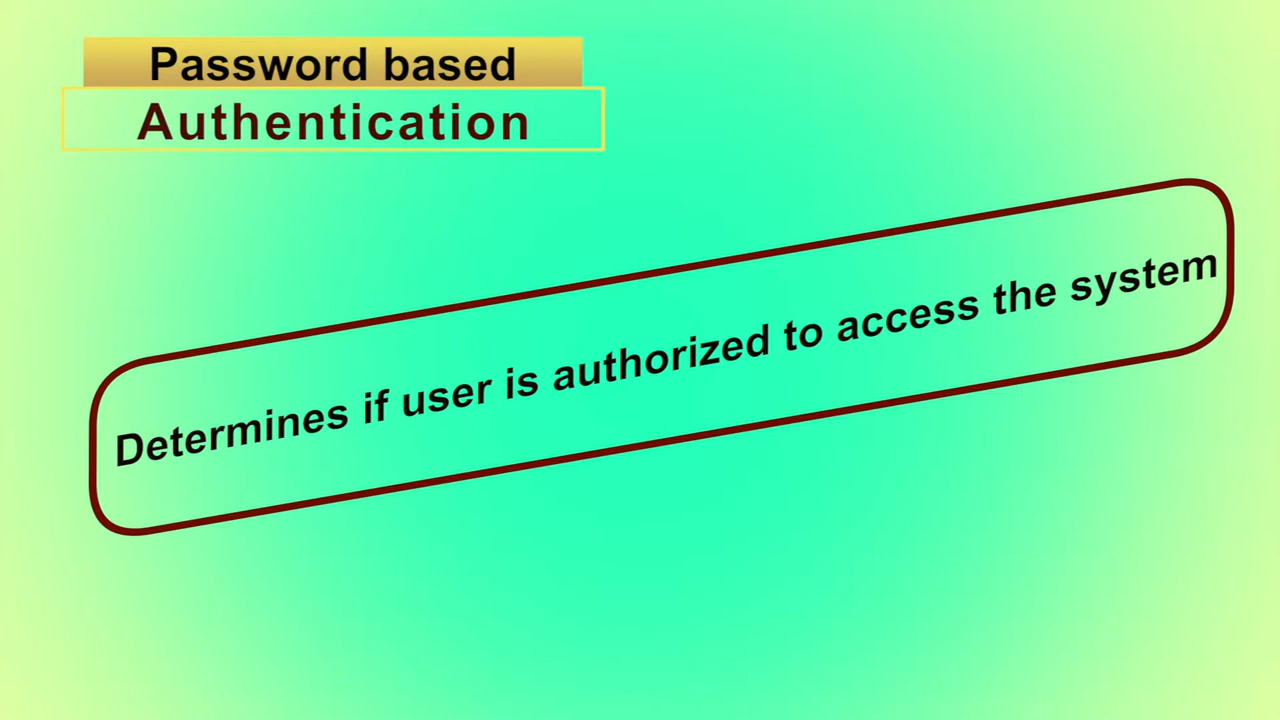 Password based
Authentication
Determines if user is authorized to access the system